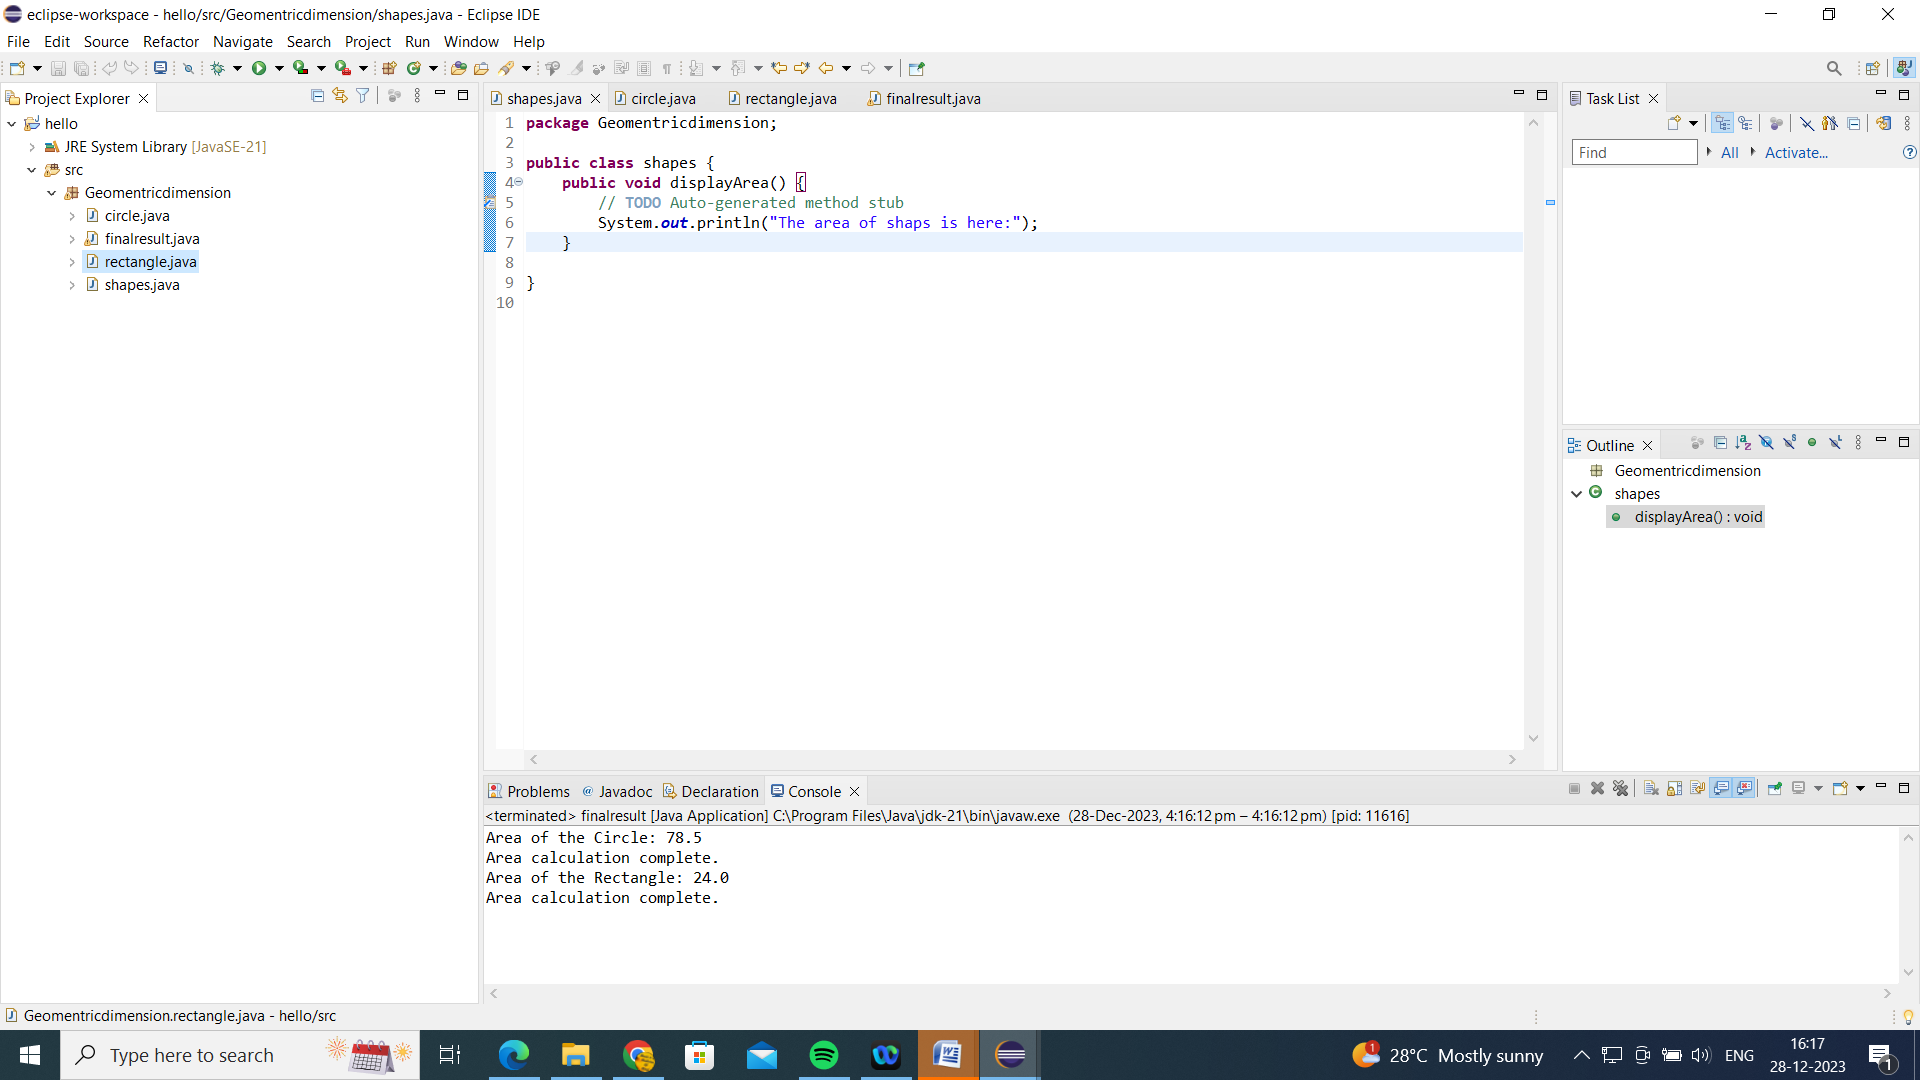 eclipse-workspace - hello/src/Geomentricdimension/shapes.java - Eclipse IDE
File Edit Source Refactor Navigate Search Project Run Window Help
Project Explorer
hello
JRE System Library [JavaSE-21]
src
Geomentricdimension
circle.java
finalresult.java
rectangle.java
shapes.java
shapes.java circle.java rectangle.java finalresult.java
1 package Geomentricdimension;
2
3 public class shapes {
4 public void displayArea() {
5 // TODO Auto-generated method stub
6 System.out.println("The area of shaps is here:");
7 }
8
9 }
10
Task List
Find All Activate...
Outline
Geomentricdimension
shapes
displayArea() : void
Problems Javadoc Declaration Console
<terminated> finalresult [Java Application] C:\Program Files\Java\jdk-21\bin\javaw.exe (28-Dec-2023, 4:16:12 pm – 4:16:12 pm) [pid: 11616]
Area of the Circle: 78.5
Area calculation complete.
Area of the Rectangle: 24.0
Area calculation complete.
Geomentricdimension.rectangle.java - hello/src
Type here to search
1
28°C Mostly sunny
ENG
16:17
28-12-2023
1